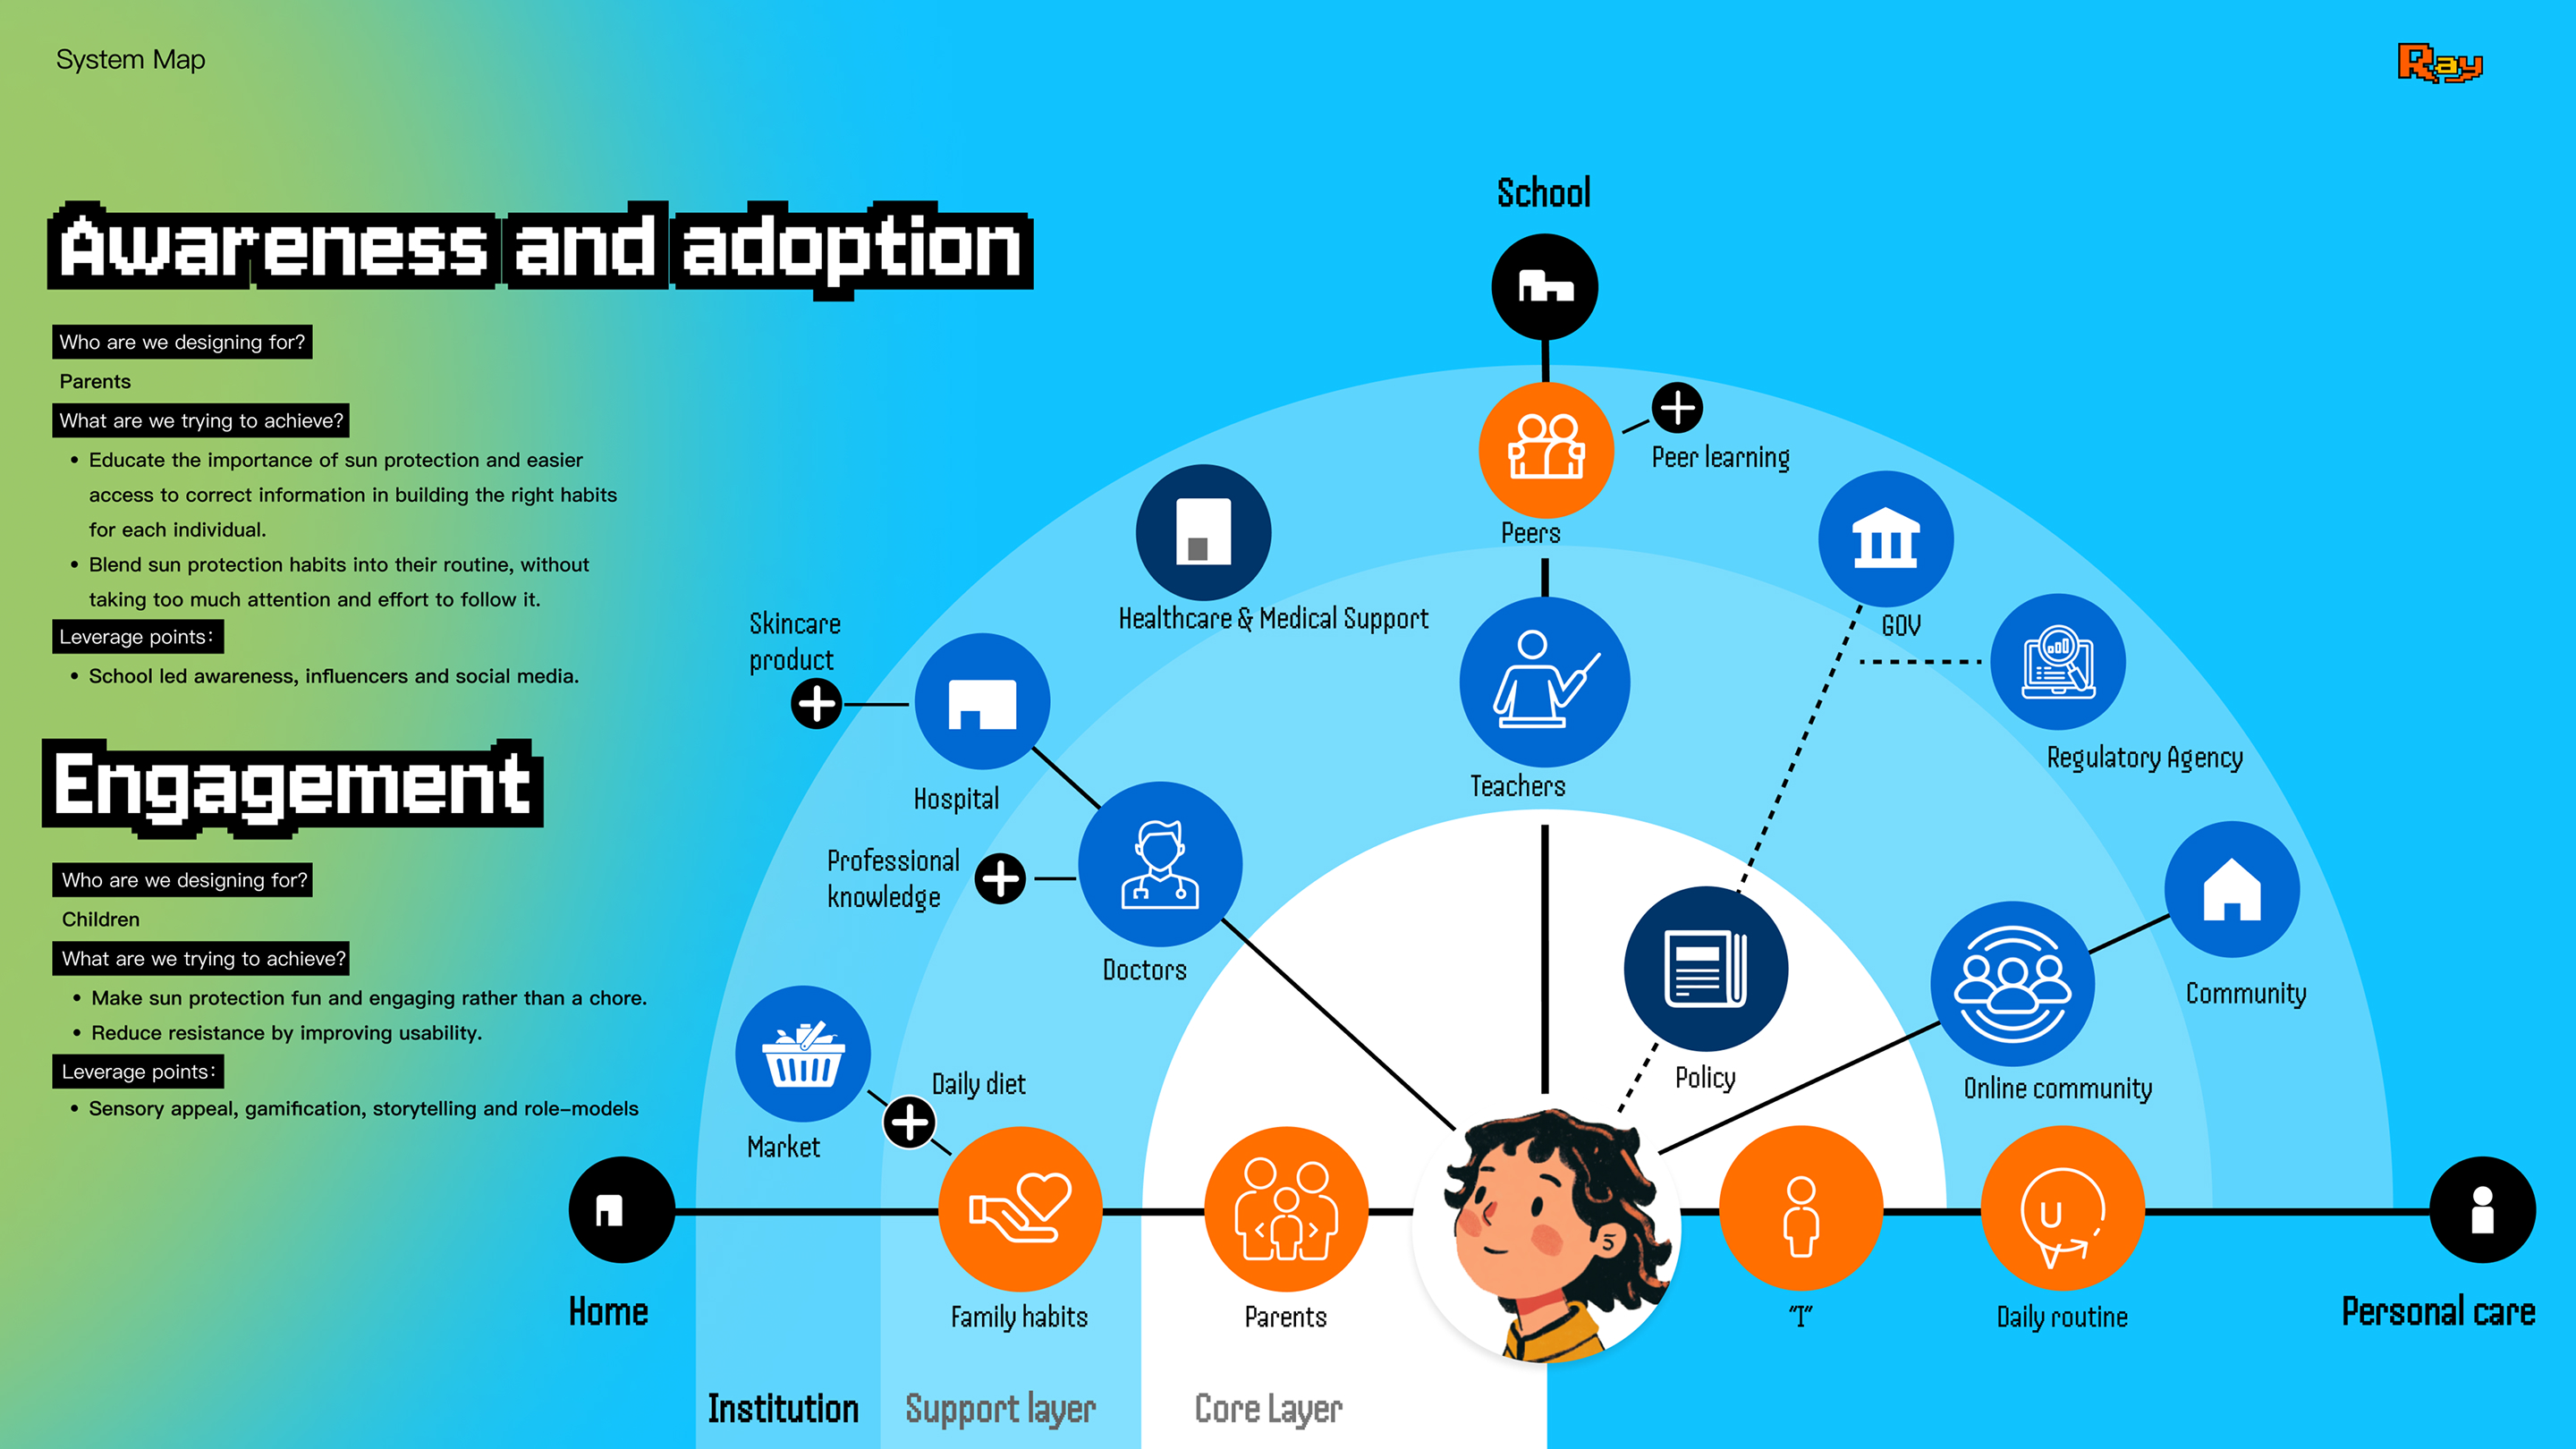 System Map
Ray
Awareness and adoption
Who are we designing for?
Parents
What are we trying to achieve?
• Educate the importance of sun protection and easier
access to correct information in building the right habits
for each individual.
• Blend sun protection habits into their routine, without
taking too much attention and effort to follow it.
Leverage points:
• School led awareness, influencers and social media.
Engagement
Who are we designing for?
Children
What are we trying to achieve?
• Make sun protection fun and engaging rather than a chore.
• Reduce resistance by improving usability.
Leverage points:
• Sensory appeal, gamification, storytelling and role-models
School
Peer learning
Peers
Healthcare & Medical Support
GOV
Skincare
product
Regulatory Agency
Hospital
Teachers
Professional
knowledge
Doctors
Community
Daily diet
Policy
Online community
Market
U
Home
Family habits
Parents
"I"
Daily routine
Personal care
Institution
Support layer
Core Layer